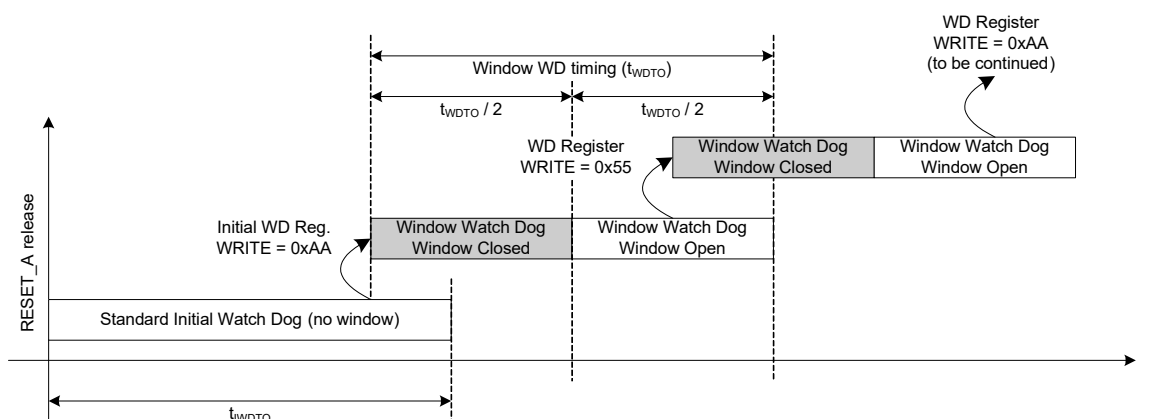 WD Register
WRITE = 0xAA
(to be continued)
Window WD timing (tWDTO)
tWDTO / 2
tWDTO / 2
WD Register
WRITE = 0x55
Window Watch Dog
Window Closed
Window Watch Dog
Window Open
Initial WD Reg.
WRITE = 0xAA
Window Watch Dog
Window Closed
Window Watch Dog
Window Open
RESET_A release
Standard Initial Watch Dog (no window)
tIWDTO